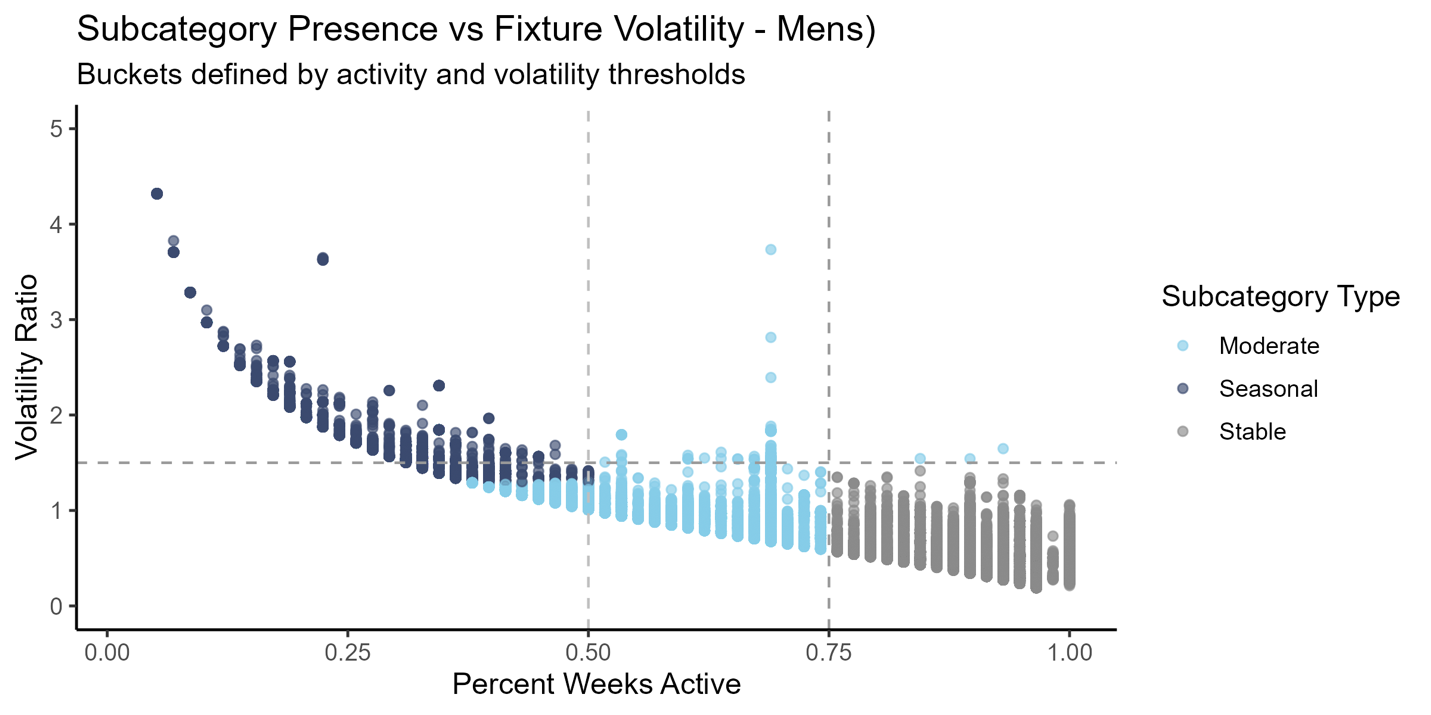 Subcategory Presence vs Fixture Volatility - Mens)
Buckets defined by activity and volatility thresholds
5
4
3
2
1
0
Volatility Ratio
0.00 0.25 0.50 0.75 1.00
Percent Weeks Active
Subcategory Type
Moderate
Seasonal
Stable